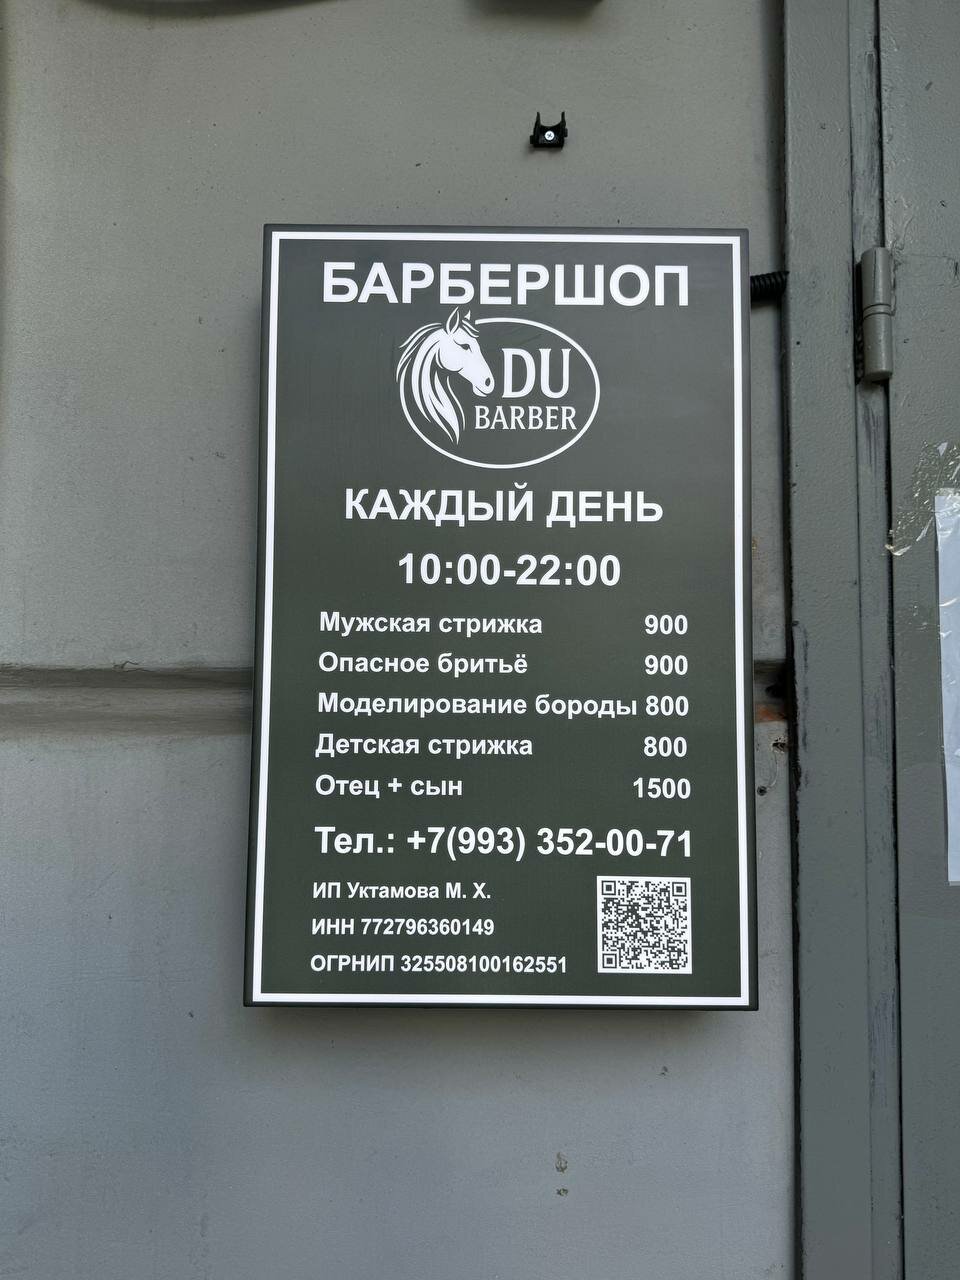 БАРБЕРШОП
DU
BARBER
КАЖДЫЙ ДЕНЬ
10:00-22:00
Мужская стрижка 900
Опасное бритьё 900
Моделирование бороды 800
Детская стрижка 800
Отец + сын 1500
Тел.: +7(993) 352-00-71
ИП Уктамова М. Х.
ИНН 772796360149
ОГРНИП 325508100162551